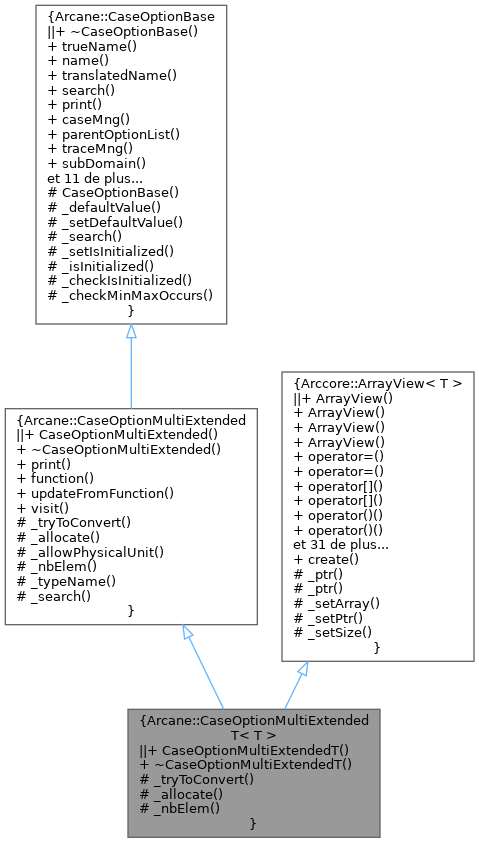 {Arcane::CaseOptionBase
||+ ~CaseOptionBase()
+ trueName()
+ name()
+ translatedName()
+ search()
+ print()
+ caseMng()
+ parentOptionList()
+ traceMng()
+ subDomain()
et 11 de plus...
# CaseOptionBase()
# _defaultValue()
# _setDefaultValue()
# _search()
# _setIsInitialized()
# _isInitialized()
# _checkIsInitialized()
# _checkMinMaxOccurs()
}
{Arcane::CaseOptionMultiExtended
||+ CaseOptionMultiExtended()
+ ~CaseOptionMultiExtended()
+ print()
+ function()
+ updateFromFunction()
+ visit()
# _tryToConvert()
# _allocate()
# _allowPhysicalUnit()
# _nbElem()
# _typeName()
# _search()
}
{Arccore::ArrayView< T >
||+ ArrayView()
+ ArrayView()
+ ArrayView()
+ ArrayView()
+ operator=()
+ operator=()
+ operator[]()
+ operator[]()
+ operator()()
+ operator()()
et 31 de plus...
+ create()
# _ptr()
# _ptr()
# _setArray()
# _setPtr()
# _setSize()
}
{Arcane::CaseOptionMultiExtended
T< T >
||+ CaseOptionMultiExtendedT()
+ ~CaseOptionMultiExtendedT()
# _tryToConvert()
# _allocate()
# _nbElem()
}